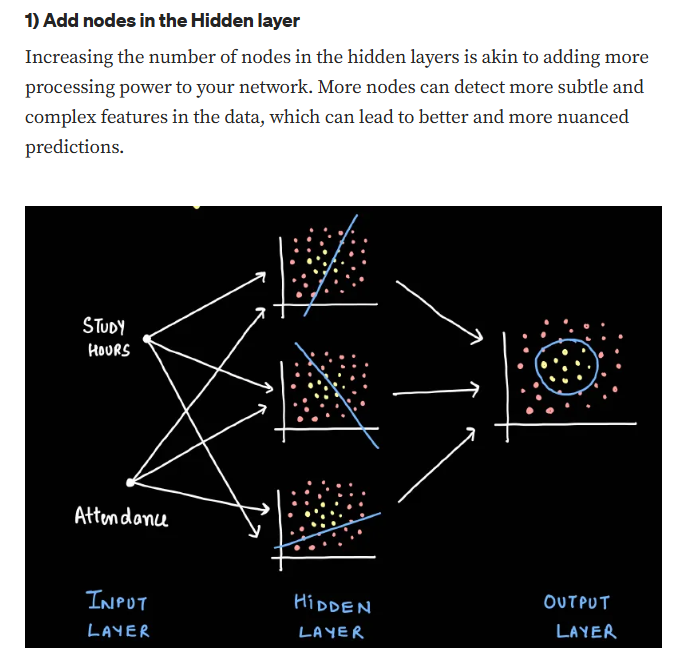 1) Add nodes in the Hidden layer
Increasing the number of nodes in the hidden layers is akin to adding more
processing power to your network. More nodes can detect more subtle and
complex features in the data, which can lead to better and more nuanced
predictions.
STUDY
HOURS
Attendance
INPUT
LAYER
HiDDEN
LAYER
OUTPUT
LAYER